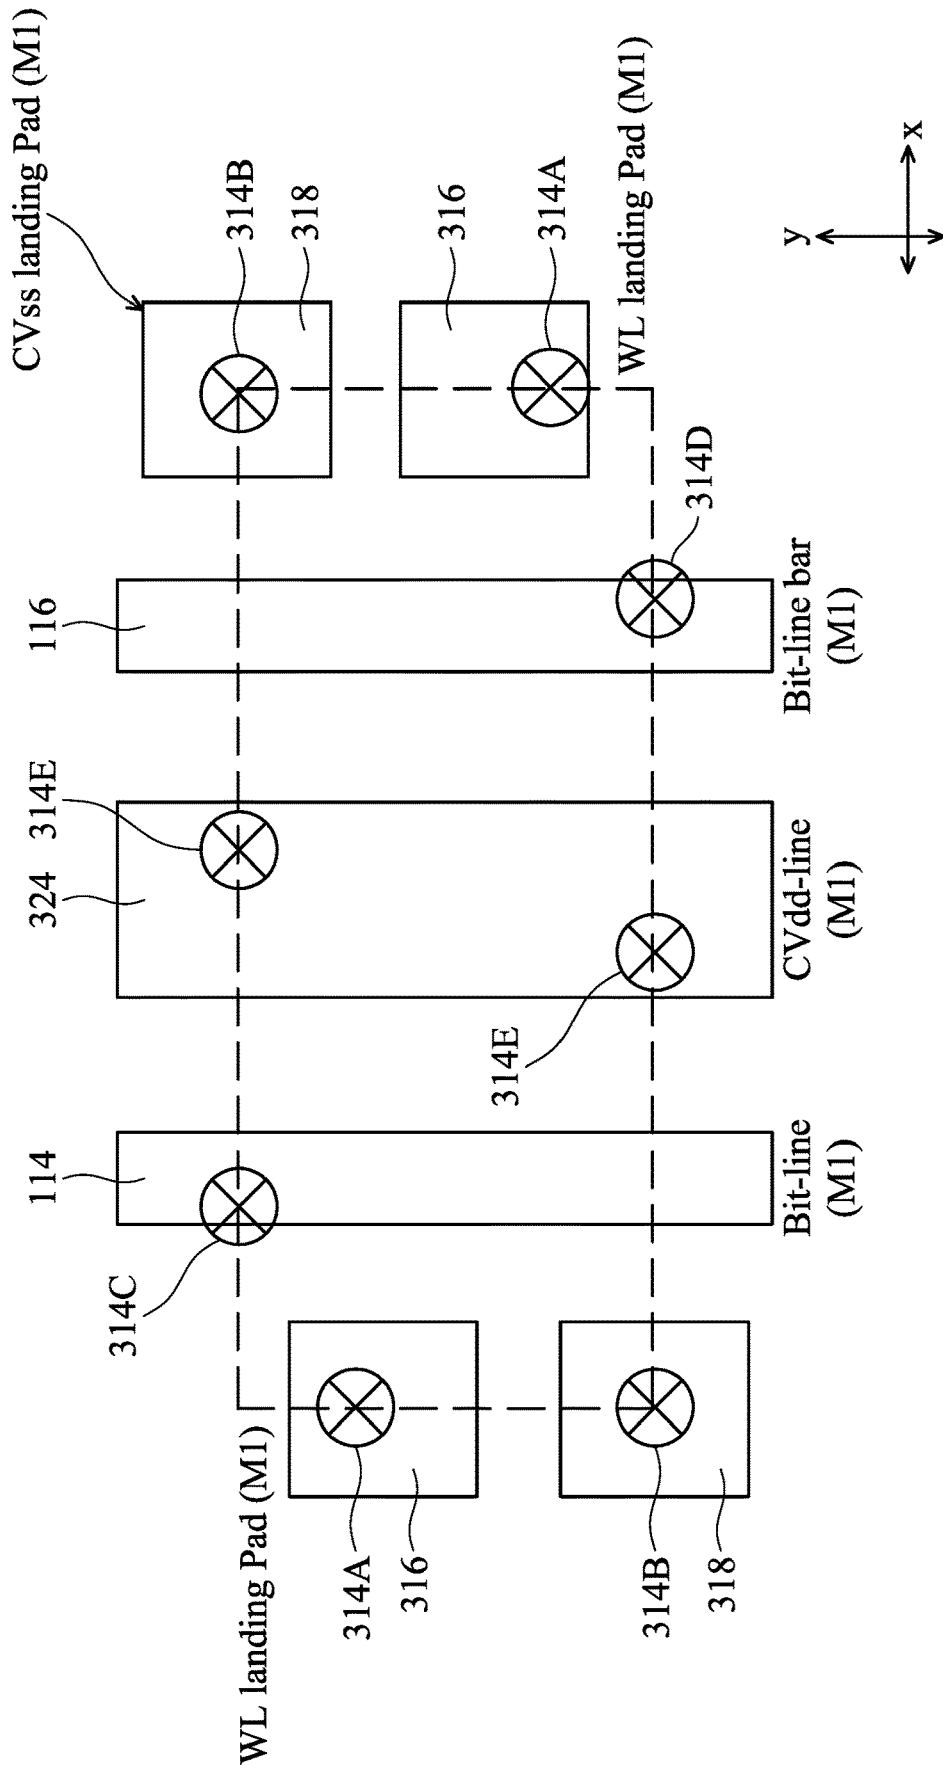 CVss landing Pad (M1)
314B
318
316
314A
WL landing Pad (M1)
y
x
116
314D
Bit-line bar
(M1)
324
314E
314E
CVdd-line
(M1)
114
314C
Bit-line
(M1)
WL landing Pad (M1)
314A
316
314B
318